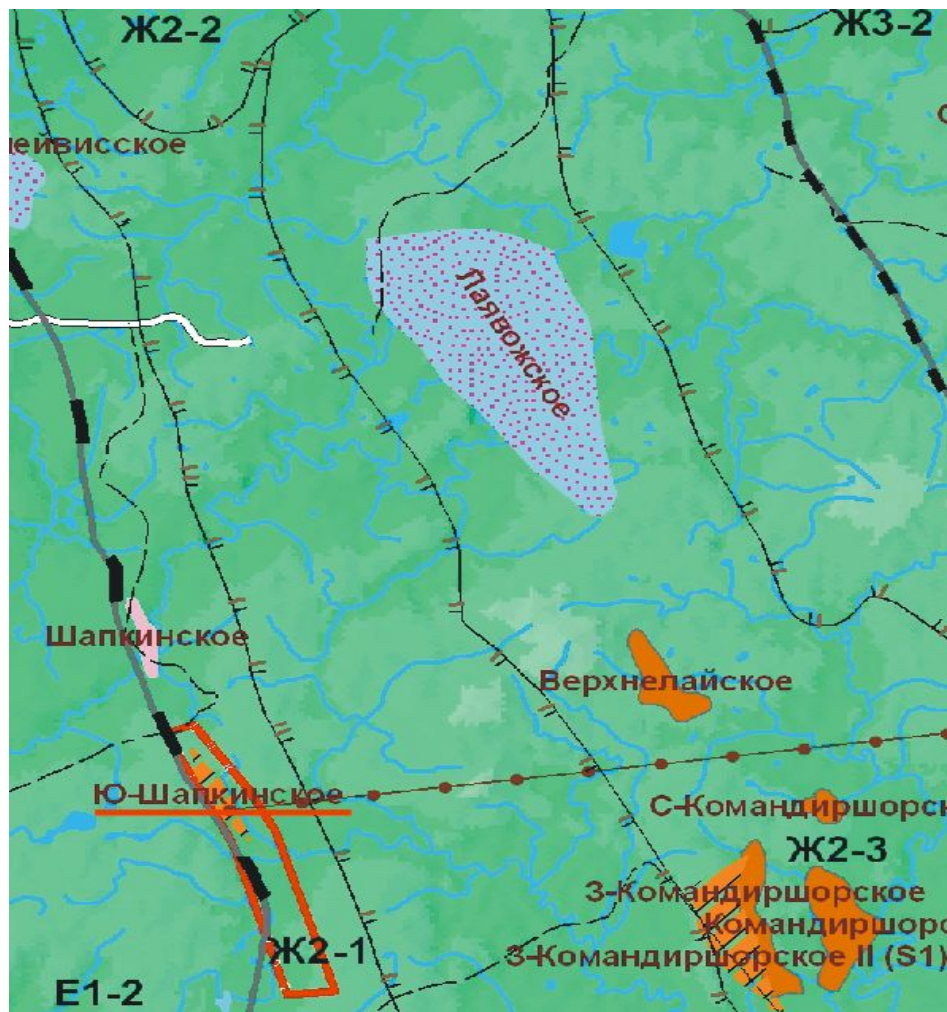 Ж2-2
Ж3-2
Лаявожское
Шапкинское
Верхнелайское
Ю-Шапкинское
С-Командиршорск
Ж2-3
З-Командиршорское
Командиршорс
З-Командиршорское II (S1)
Ж2-1
Е1-2